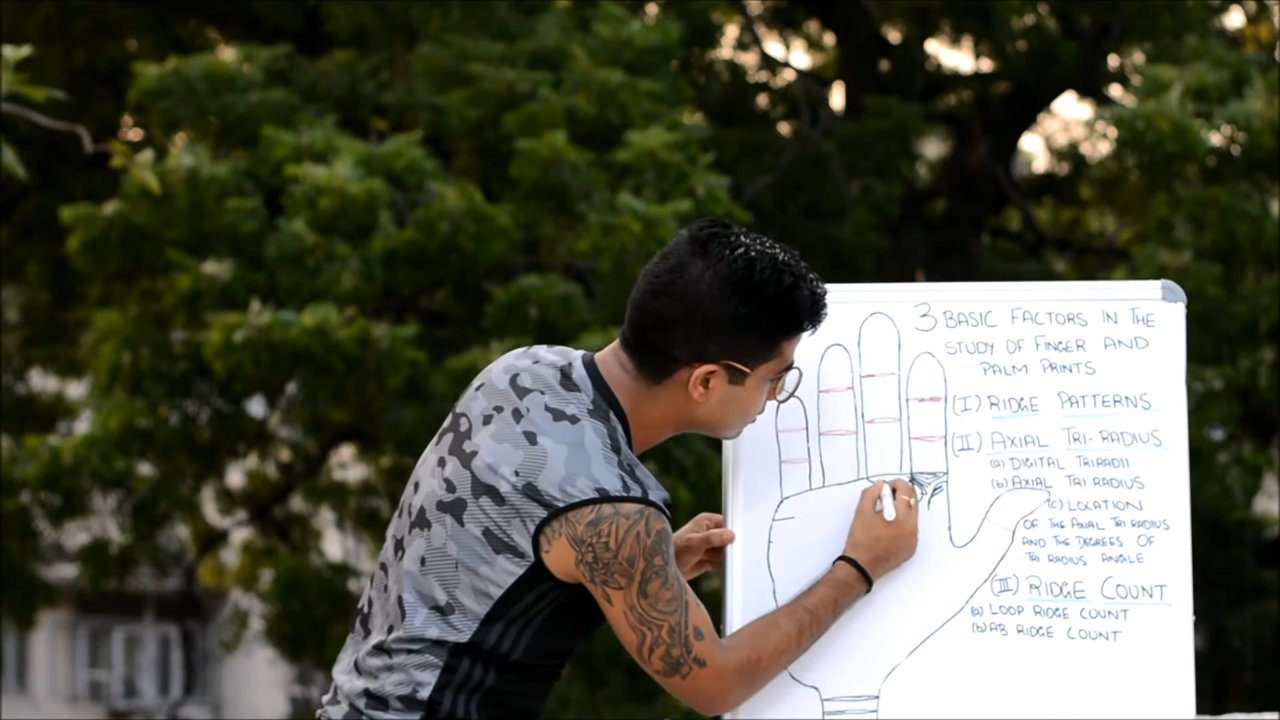 3 BASIC FACTORS IN THE
STUDY OF FINGER AND
PALM PRINTS
(I) RIDGE PATTERNS
(II) AXIAL TRI-RADIUS
(a) DIGITAL TRIRADII
(b) AXIAL TRI RADIUS
(c) LOCATION
OF THE AXIAL TRI RADIUS
AND THE DEGREES OF
TRI RADIUS ANGLE
(III) RIDGE COUNT
(a) LOOP RIDGE COUNT
(b) AB RIDGE COUNT